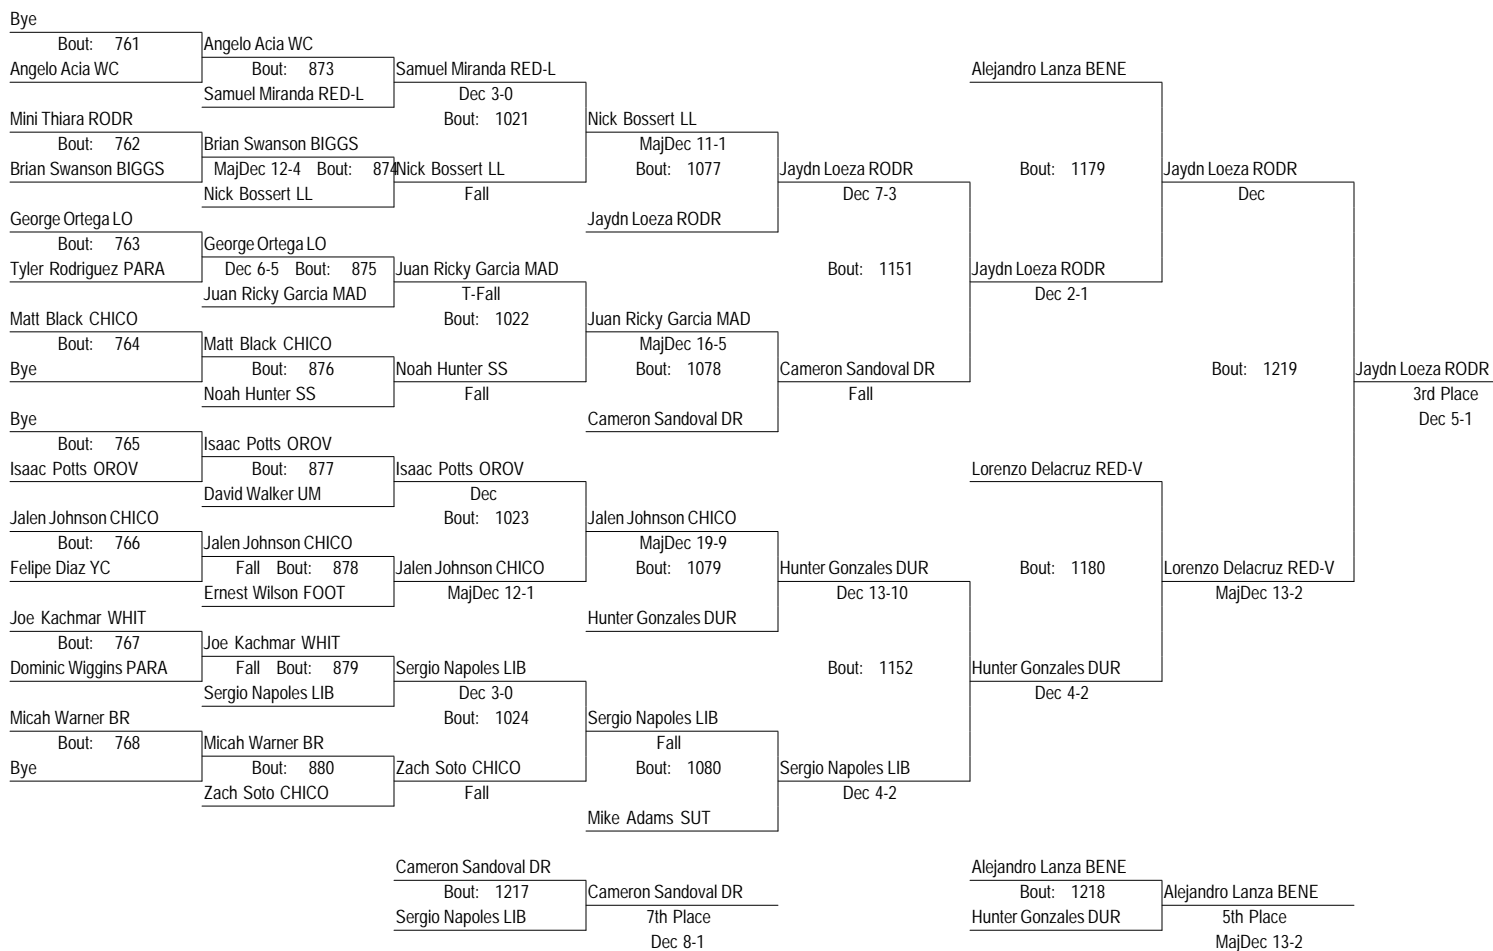 Bye
Bout: 761
Angelo Acia WC
Angelo Acia WC
Bout: 873
Samuel Miranda RED-L
Samuel Miranda RED-L
Dec 3-0
Bout: 1021
Mini Thiara RODR
Bout: 762
Brian Swanson BIGGS
Brian Swanson BIGGS
MajDec 12-4 Bout: 874
Nick Bossert LL
Nick Bossert LL
Fall
Nick Bossert LL
MajDec 11-1
Bout: 1077
Jaydn Loeza RODR
Jaydn Loeza RODR
Dec 7-3
George Ortega LO
Bout: 763
Tyler Rodriguez PARA
George Ortega LO
Dec 6-5 Bout: 875
Juan Ricky Garcia MAD
Juan Ricky Garcia MAD
T-Fall
Bout: 1022
Matt Black CHICO
Bout: 764
Bye
Matt Black CHICO
Bout: 876
Noah Hunter SS
Noah Hunter SS
Fall
Juan Ricky Garcia MAD
MajDec 16-5
Bout: 1078
Cameron Sandoval DR
Cameron Sandoval DR
Fall
Bout: 1151
Jaydn Loeza RODR
Dec 2-1
Alejandro Lanza BENE
Bout: 1179
Jaydn Loeza RODR
Dec
Bye
Bout: 765
Isaac Potts OROV
Isaac Potts OROV
Bout: 877
David Walker UM
Isaac Potts OROV
Dec
Bout: 1023
Jalen Johnson CHICO
Bout: 766
Felipe Diaz YC
Jalen Johnson CHICO
Fall Bout: 878
Ernest Wilson FOOT
Jalen Johnson CHICO
MajDec 12-1
Jalen Johnson CHICO
MajDec 19-9
Bout: 1079
Hunter Gonzales DUR
Hunter Gonzales DUR
Dec 13-10
Joe Kachmar WHIT
Bout: 767
Dominic Wiggins PARA
Joe Kachmar WHIT
Fall Bout: 879
Sergio Napoles LIB
Sergio Napoles LIB
Dec 3-0
Bout: 1024
Micah Warner BR
Bout: 768
Bye
Micah Warner BR
Bout: 880
Zach Soto CHICO
Zach Soto CHICO
Fall
Sergio Napoles LIB
Fall
Bout: 1080
Mike Adams SUT
Sergio Napoles LIB
Dec 4-2
Bout: 1152
Hunter Gonzales DUR
Dec 4-2
Lorenzo Delacruz RED-V
Bout: 1180
Lorenzo Delacruz RED-V
MajDec 13-2
Bout: 1219
Jaydn Loeza RODR
3rd Place
Dec 5-1
Cameron Sandoval DR
Bout: 1217
Sergio Napoles LIB
Cameron Sandoval DR
7th Place
Dec 8-1
Alejandro Lanza BENE
Bout: 1218
Hunter Gonzales DUR
Alejandro Lanza BENE
5th Place
MajDec 13-2